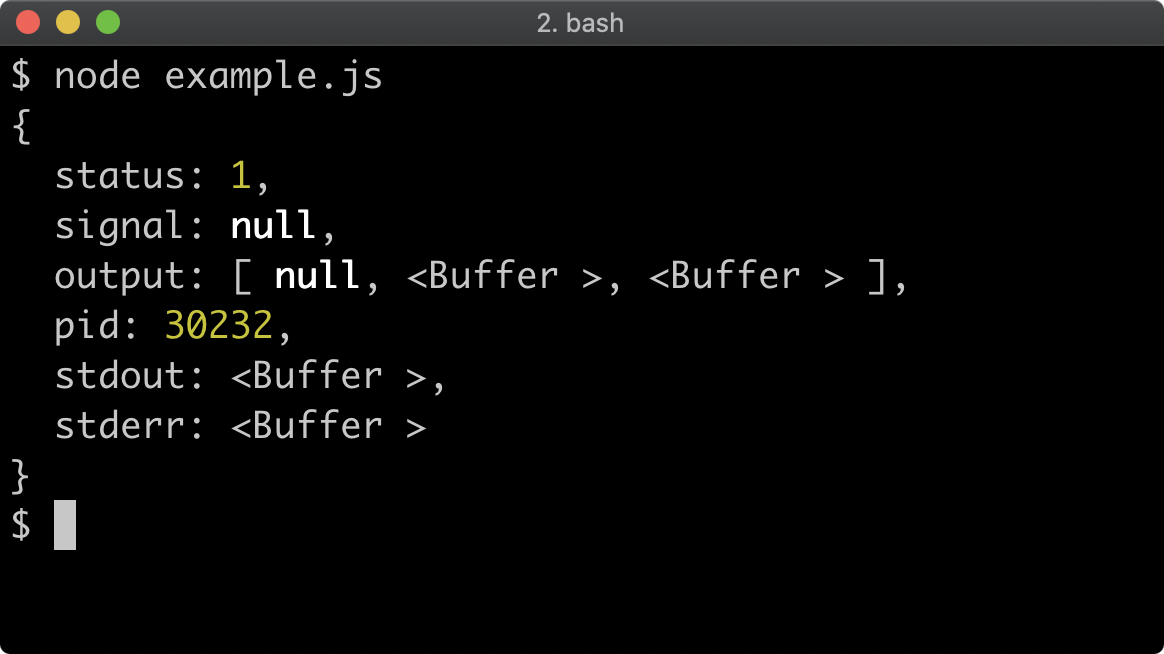 2. bash
$ node example.js
{
  status: 1,
  signal: null,
  output: [ null, <Buffer >, <Buffer > ],
  pid: 30232,
  stdout: <Buffer >,
  stderr: <Buffer >
}
$